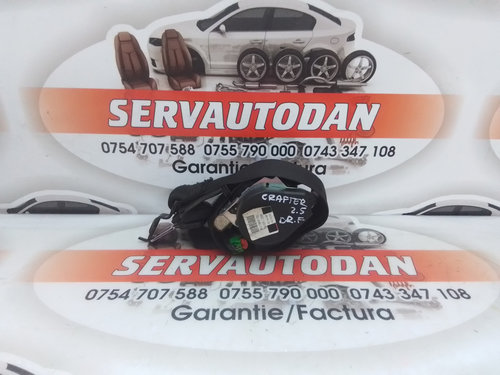 SERVAUTODAN
0754 707 588 0755 790 000 0743 347 108
Garantie/Factura
CRAFTER
2.5
DR.F
SERVAUTODAN
0754 707 588 0755 790 000 0743 347 108
Garantie/Factura